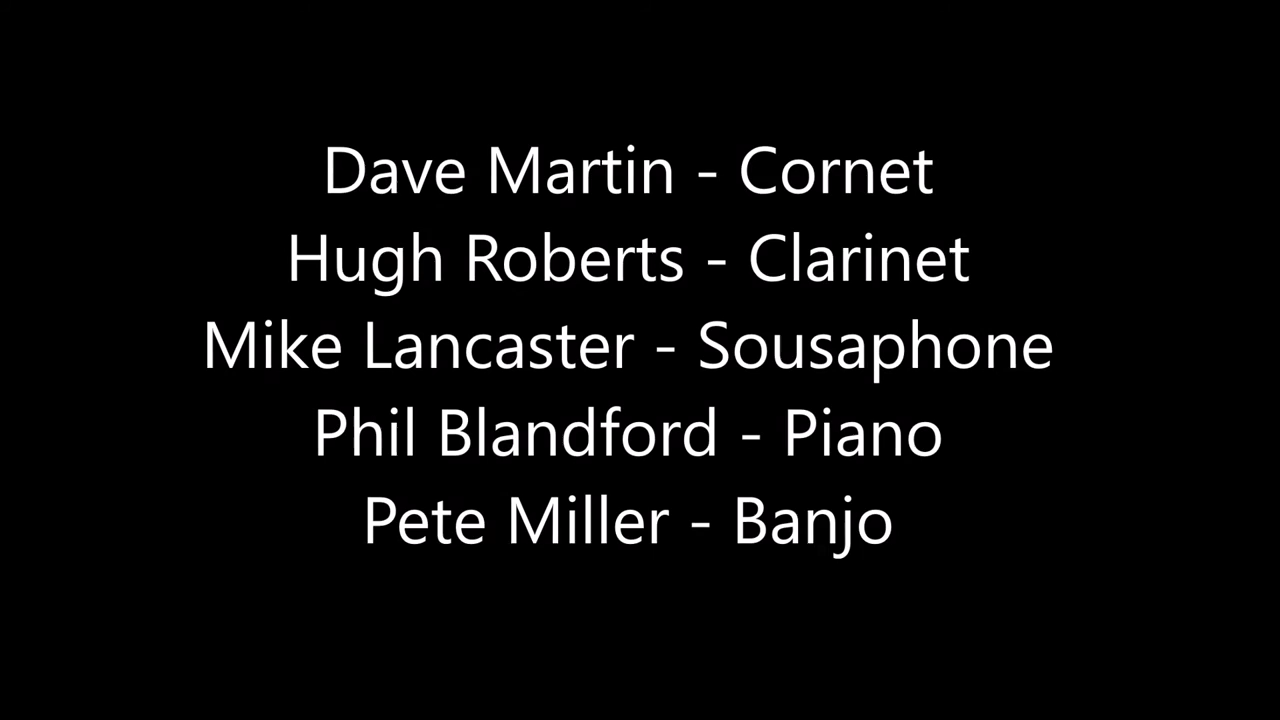 Dave Martin - Cornet
Hugh Roberts - Clarinet
Mike Lancaster - Sousaphone
Phil Blandford - Piano
Pete Miller - Banjo